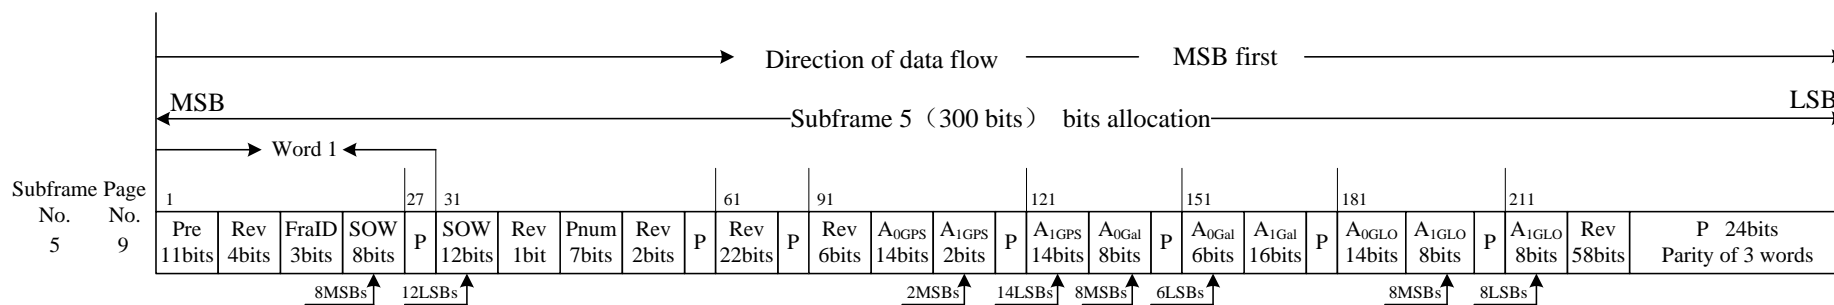 Direction of data flow MSB first
MSB LSB
Subframe 5（300 bits） bits allocation
Word 1
Subframe Page
No. No.
5 9
1 27 31 61 91 121 151 181 211
Pre Rev FraID SOW P SOW Rev Pnum Rev P Rev P Rev A0GPS A1GPS P A1GPS A0Gal P A0Gal A1Gal A0GLO A1GLO P A1GLO Rev P 24bits
11bits 4bits 3bits 8bits 12bits 1bit 7bits 2bits 22bits 6bits 14bits 2bits 14bits 8bits 6bits 16bits 14bits 8bits 8bits 58bits Parity of 3 words
8MSBs 12LSBs 2MSBs 14LSBs 8MSBs 6LSBs 8MSBs 8LSBs